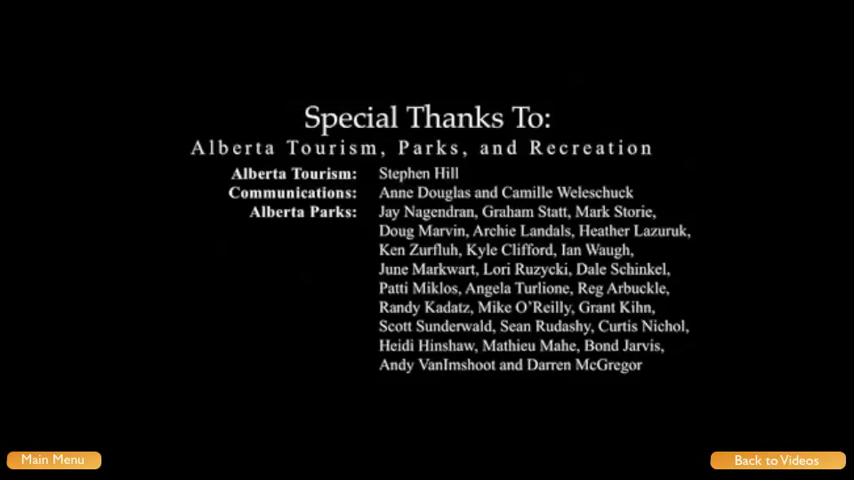 Special Thanks To:
Alberta Tourism, Parks, and Recreation
Alberta Tourism: Stephen Hill
Communications: Anne Douglas and Camille Weleschuck
Alberta Parks: Jay Nagendran, Graham Statt, Mark Storie,
Doug Marvin, Archie Landals, Heather Lazuruk,
Ken Zurfluh, Kyle Clifford, Ian Waugh,
June Markwart, Lori Ruzycki, Dale Schinkel,
Patti Miklos, Angela Turlione, Reg Arbuckle,
Randy Kadatz, Mike O'Reilly, Grant Kihn,
Scott Sunderwald, Sean Rudashy, Curtis Nichol,
Heidi Hinshaw, Mathieu Mahe, Bond Jarvis,
Andy VanImshoot and Darren McGregor
Main Menu
Back to Videos